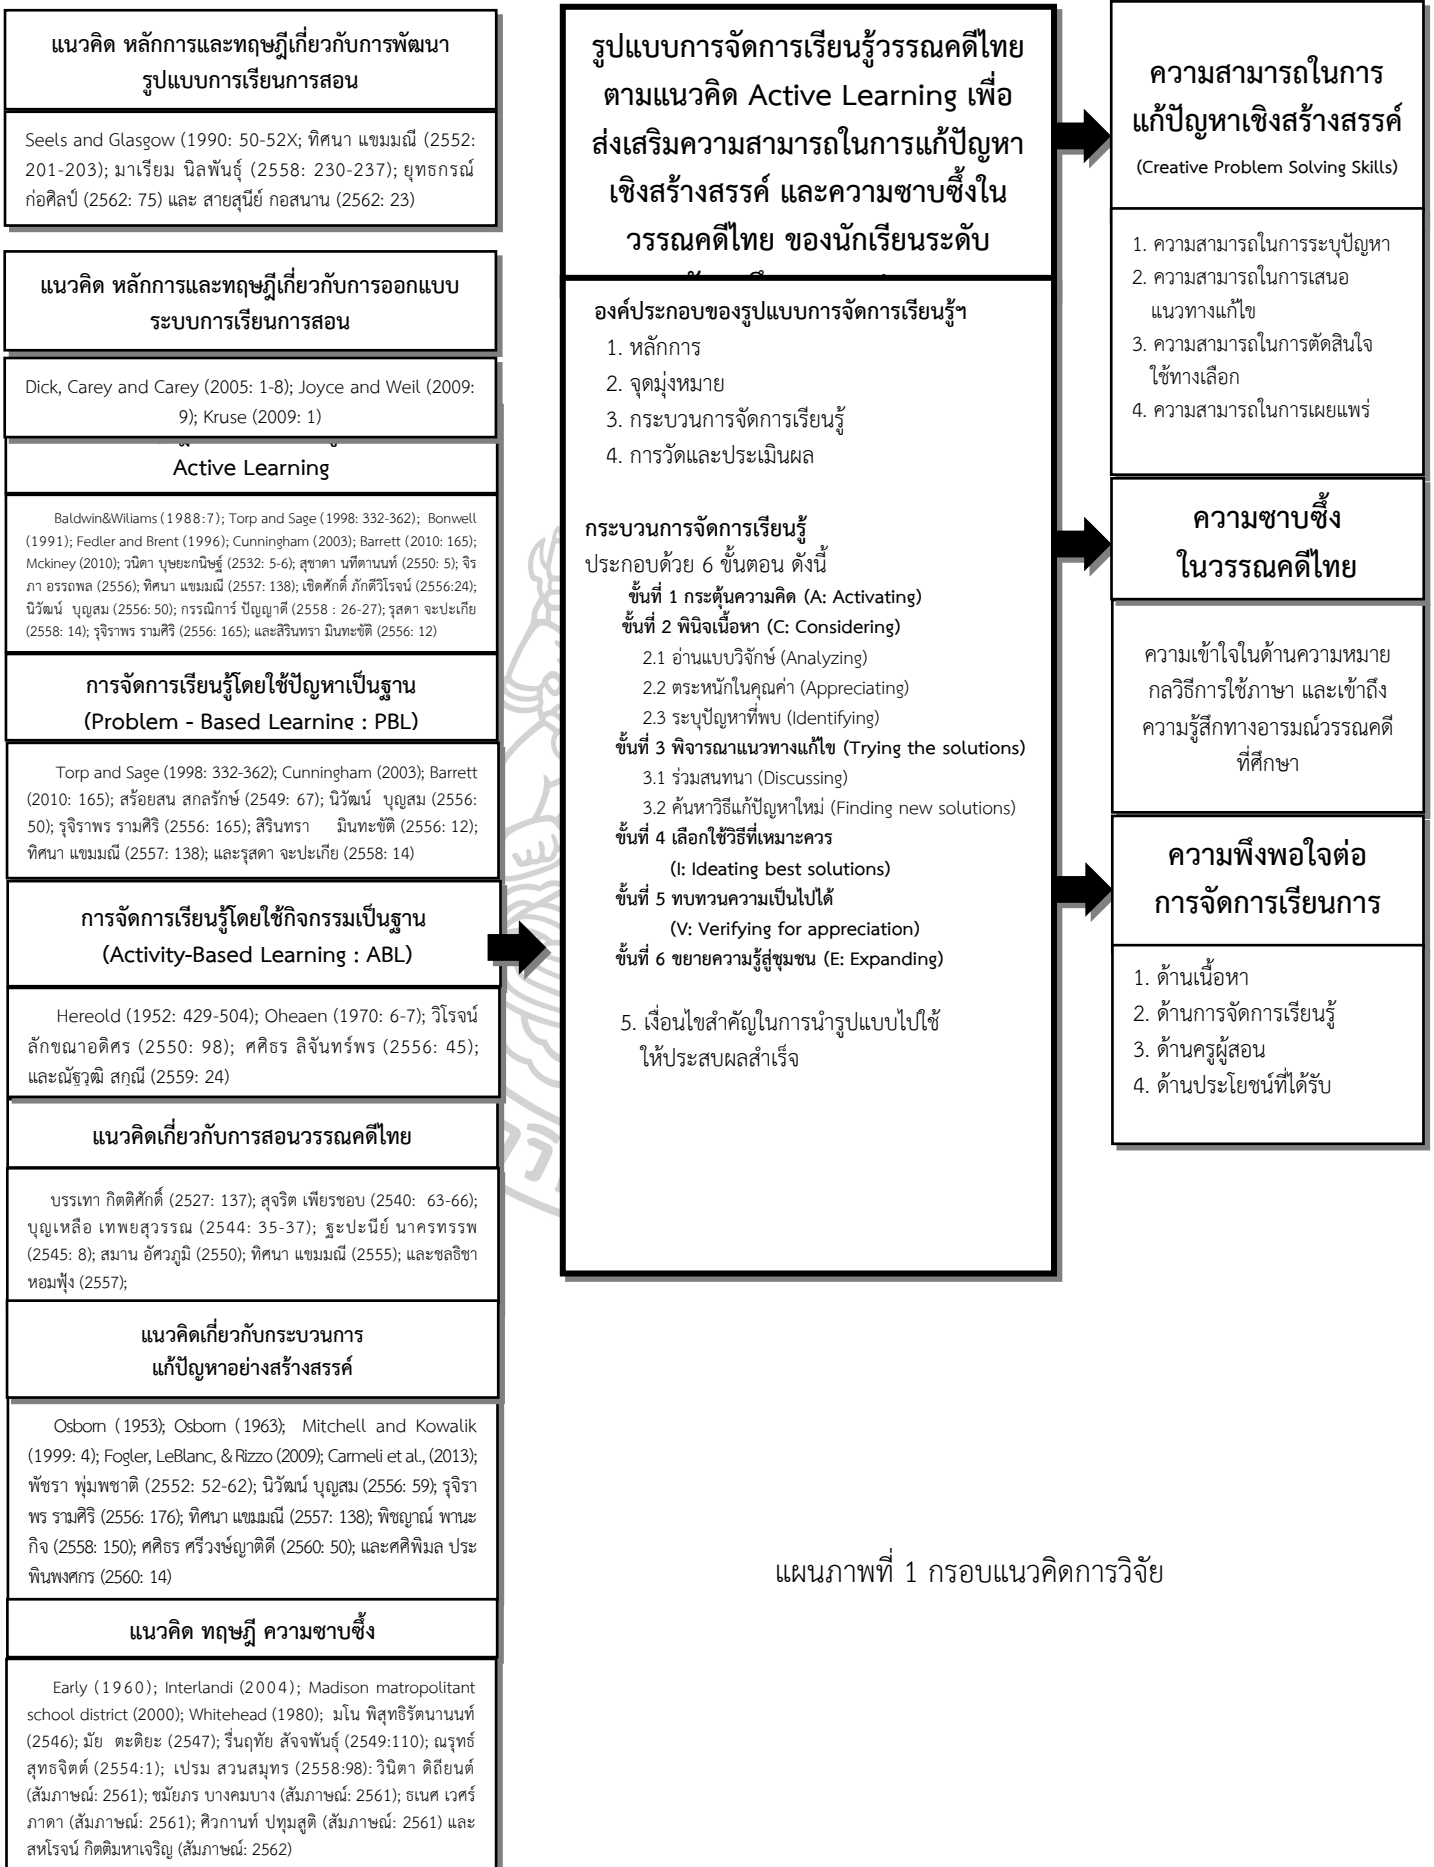 แนวคิด หลักการและทฤษฎีเกี่ยวกับการพัฒนา
รูปแบบการเรียนการสอน
Seels and Glasgow (1990: 50-52X; ทิศนา แขมมณี (2552:
201-203); มาเรียม นิลพันธุ์ (2558: 230-237); ยุทธกรณ์
ก่อศิลป์ (2562: 75) และ สายสุนีย์ กอสนาน (2562: 23)
แนวคิด หลักการและทฤษฎีเกี่ยวกับการออกแบบ
ระบบการเรียนการสอน
Dick, Carey and Carey (2005: 1-8); Joyce and Weil (2009:
9); Kruse (2009: 1)
Active Learning
Baldwin&Wiliams (1988:7); Torp and Sage (1998: 332-362); Bonwell
(1991); Fedler and Brent (1996); Cunningham (2003); Barrett (2010: 165);
Mckiney (2010); วนิดา บุษยะกนิษฐ์ (2532: 5-6); สุชาดา นทีตานนท์ (2550: 5); จิร
ภา อรรถพล (2556); ทิศนา แขมมณี (2557: 138); เชิดศักดิ์ ภักดีวิโรจน์ (2556:24);
นิวัฒน์ บุญสม (2556: 50); กรรณิการ์ ปัญญาดี (2558 : 26-27); รุสดา จะปะเกีย
(2558: 14); รุจิราพร รามศิริ (2556: 165); และสิรินทรา มินทะขัติ (2556: 12)
การจัดการเรียนรู้โดยใช้ปัญหาเป็นฐาน
(Problem - Based Learning : PBL)
Torp and Sage (1998: 332-362); Cunningham (2003); Barrett
(2010: 165); สร้อยสน สกลรักษ์ (2549: 67); นิวัฒน์ บุญสม (2556:
50); รุจิราพร รามศิริ (2556: 165); สิรินทรา มินทะขัติ (2556: 12);
ทิศนา แขมมณี (2557: 138); และรุสดา จะปะเกีย (2558: 14)
การจัดการเรียนรู้โดยใช้กิจกรรมเป็นฐาน
(Activity-Based Learning : ABL)
Hereold (1952: 429-504); Oheaen (1970: 6-7); วิโรจน์
ลักขณาอดิศร (2550: 98); ศศิธร ลิจันทร์พร (2556: 45);
และณัฐวุฒิ สกุณี (2559: 24)
แนวคิดเกี่ยวกับการสอนวรรณคดีไทย
บรรเทา กิตติศักดิ์ (2527: 137); สุจริต เพียรชอบ (2540: 63-66);
บุญเหลือ เทพยสุวรรณ (2544: 35-37); ฐะปะนีย์ นาครทรรพ
(2545: 8); สมาน อัศวภูมิ (2550); ทิศนา แขมมณี (2555); และชลธิชา
หอมฟุ้ง (2557);
แนวคิดเกี่ยวกับกระบวนการ
แก้ปัญหาอย่างสร้างสรรค์
Osborn (1953); Osborn (1963); Mitchell and Kowalik
(1999: 4); Fogler, LeBlanc, & Rizzo (2009); Carmeli et al., (2013);
พัชรา พุ่มพชาติ (2552: 52-62); นิวัฒน์ บุญสม (2556: 59); รุจิรา
พร รามศิริ (2556: 176); ทิศนา แขมมณี (2557: 138); พิชญาณ์ พานะ
กิจ (2558: 150); ศศิธร ศรีวงษ์ญาติดี (2560: 50); และศศิพิมล ประ
พินพงศกร (2560: 14)
แนวคิด ทฤษฎี ความซาบซึ้ง
Early (1960); Interlandi (2004); Madison matropolitant
school district (2000); Whitehead (1980); มโน พิสุทธิรัตนานนท์
(2546); มัย ตะติยะ (2547); รื่นฤทัย สัจจพันธุ์ (2549:110); ณรุทธ์
สุทธจิตต์ (2554:1); เปรม สวนสมุทร (2558:98): วินิตา ดิถียนต์
(สัมภาษณ์: 2561); ชมัยภร บางคมบาง (สัมภาษณ์: 2561); ธเนศ เวศร์
ภาดา (สัมภาษณ์: 2561); ศิวกานท์ ปทุมสูติ (สัมภาษณ์: 2561) และ
สหโรจน์ กิตติมหาเจริญ (สัมภาษณ์: 2562)
รูปแบบการจัดการเรียนรู้วรรณคดีไทย
ตามแนวคิด Active Learning เพื่อ
ส่งเสริมความสามารถในการแก้ปัญหา
เชิงสร้างสรรค์ และความซาบซึ้งใน
วรรณคดีไทย ของนักเรียนระดับ
องค์ประกอบของรูปแบบการจัดการเรียนรู้ฯ
1. หลักการ
2. จุดมุ่งหมาย
3. กระบวนการจัดการเรียนรู้
4. การวัดและประเมินผล
กระบวนการจัดการเรียนรู้
ประกอบด้วย 6 ขั้นตอน ดังนี้
ขั้นที่ 1 กระตุ้นความคิด (A: Activating)
ขั้นที่ 2 พินิจเนื้อหา (C: Considering)
2.1 อ่านแบบวิจักษ์ (Analyzing)
2.2 ตระหนักในคุณค่า (Appreciating)
2.3 ระบุปัญหาที่พบ (Identifying)
ขั้นที่ 3 พิจารณาแนวทางแก้ไข (Trying the solutions)
3.1 ร่วมสนทนา (Discussing)
3.2 ค้นหาวิธีแก้ปัญหาใหม่ (Finding new solutions)
ขั้นที่ 4 เลือกใช้วิธีที่เหมาะควร
(I: Ideating best solutions)
ขั้นที่ 5 ทบทวนความเป็นไปได้
(V: Verifying for appreciation)
ขั้นที่ 6 ขยายความรู้สู่ชุมชน (E: Expanding)
5. เงื่อนไขสำคัญในการนำรูปแบบไปใช้
ให้ประสบผลสำเร็จ
ความสามารถในการ
แก้ปัญหาเชิงสร้างสรรค์
(Creative Problem Solving Skills)
1. ความสามารถในการระบุปัญหา
2. ความสามารถในการเสนอ
แนวทางแก้ไข
3. ความสามารถในการตัดสินใจ
ใช้ทางเลือก
4. ความสามารถในการเผยแพร่
ความซาบซึ้ง
ในวรรณคดีไทย
ความเข้าใจในด้านความหมาย
กลวิธีการใช้ภาษา และเข้าถึง
ความรู้สึกทางอารมณ์วรรณคดี
ที่ศึกษา
ความพึงพอใจต่อ
การจัดการเรียนการ
1. ด้านเนื้อหา
2. ด้านการจัดการเรียนรู้
3. ด้านครูผู้สอน
4. ด้านประโยชน์ที่ได้รับ
แผนภาพที่ 1 กรอบแนวคิดการวิจัย